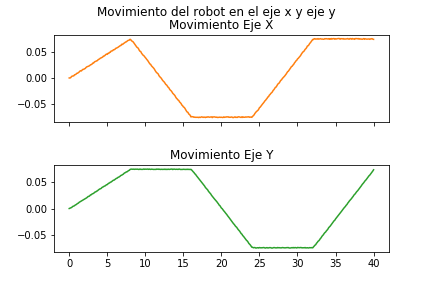 Movimiento del robot en el eje x y eje y
Movimiento Eje X
0.05
0.00
−0.05
Movimiento Eje Y
0.05
0.00
−0.05
0 5 10 15 20 25 30 35 40